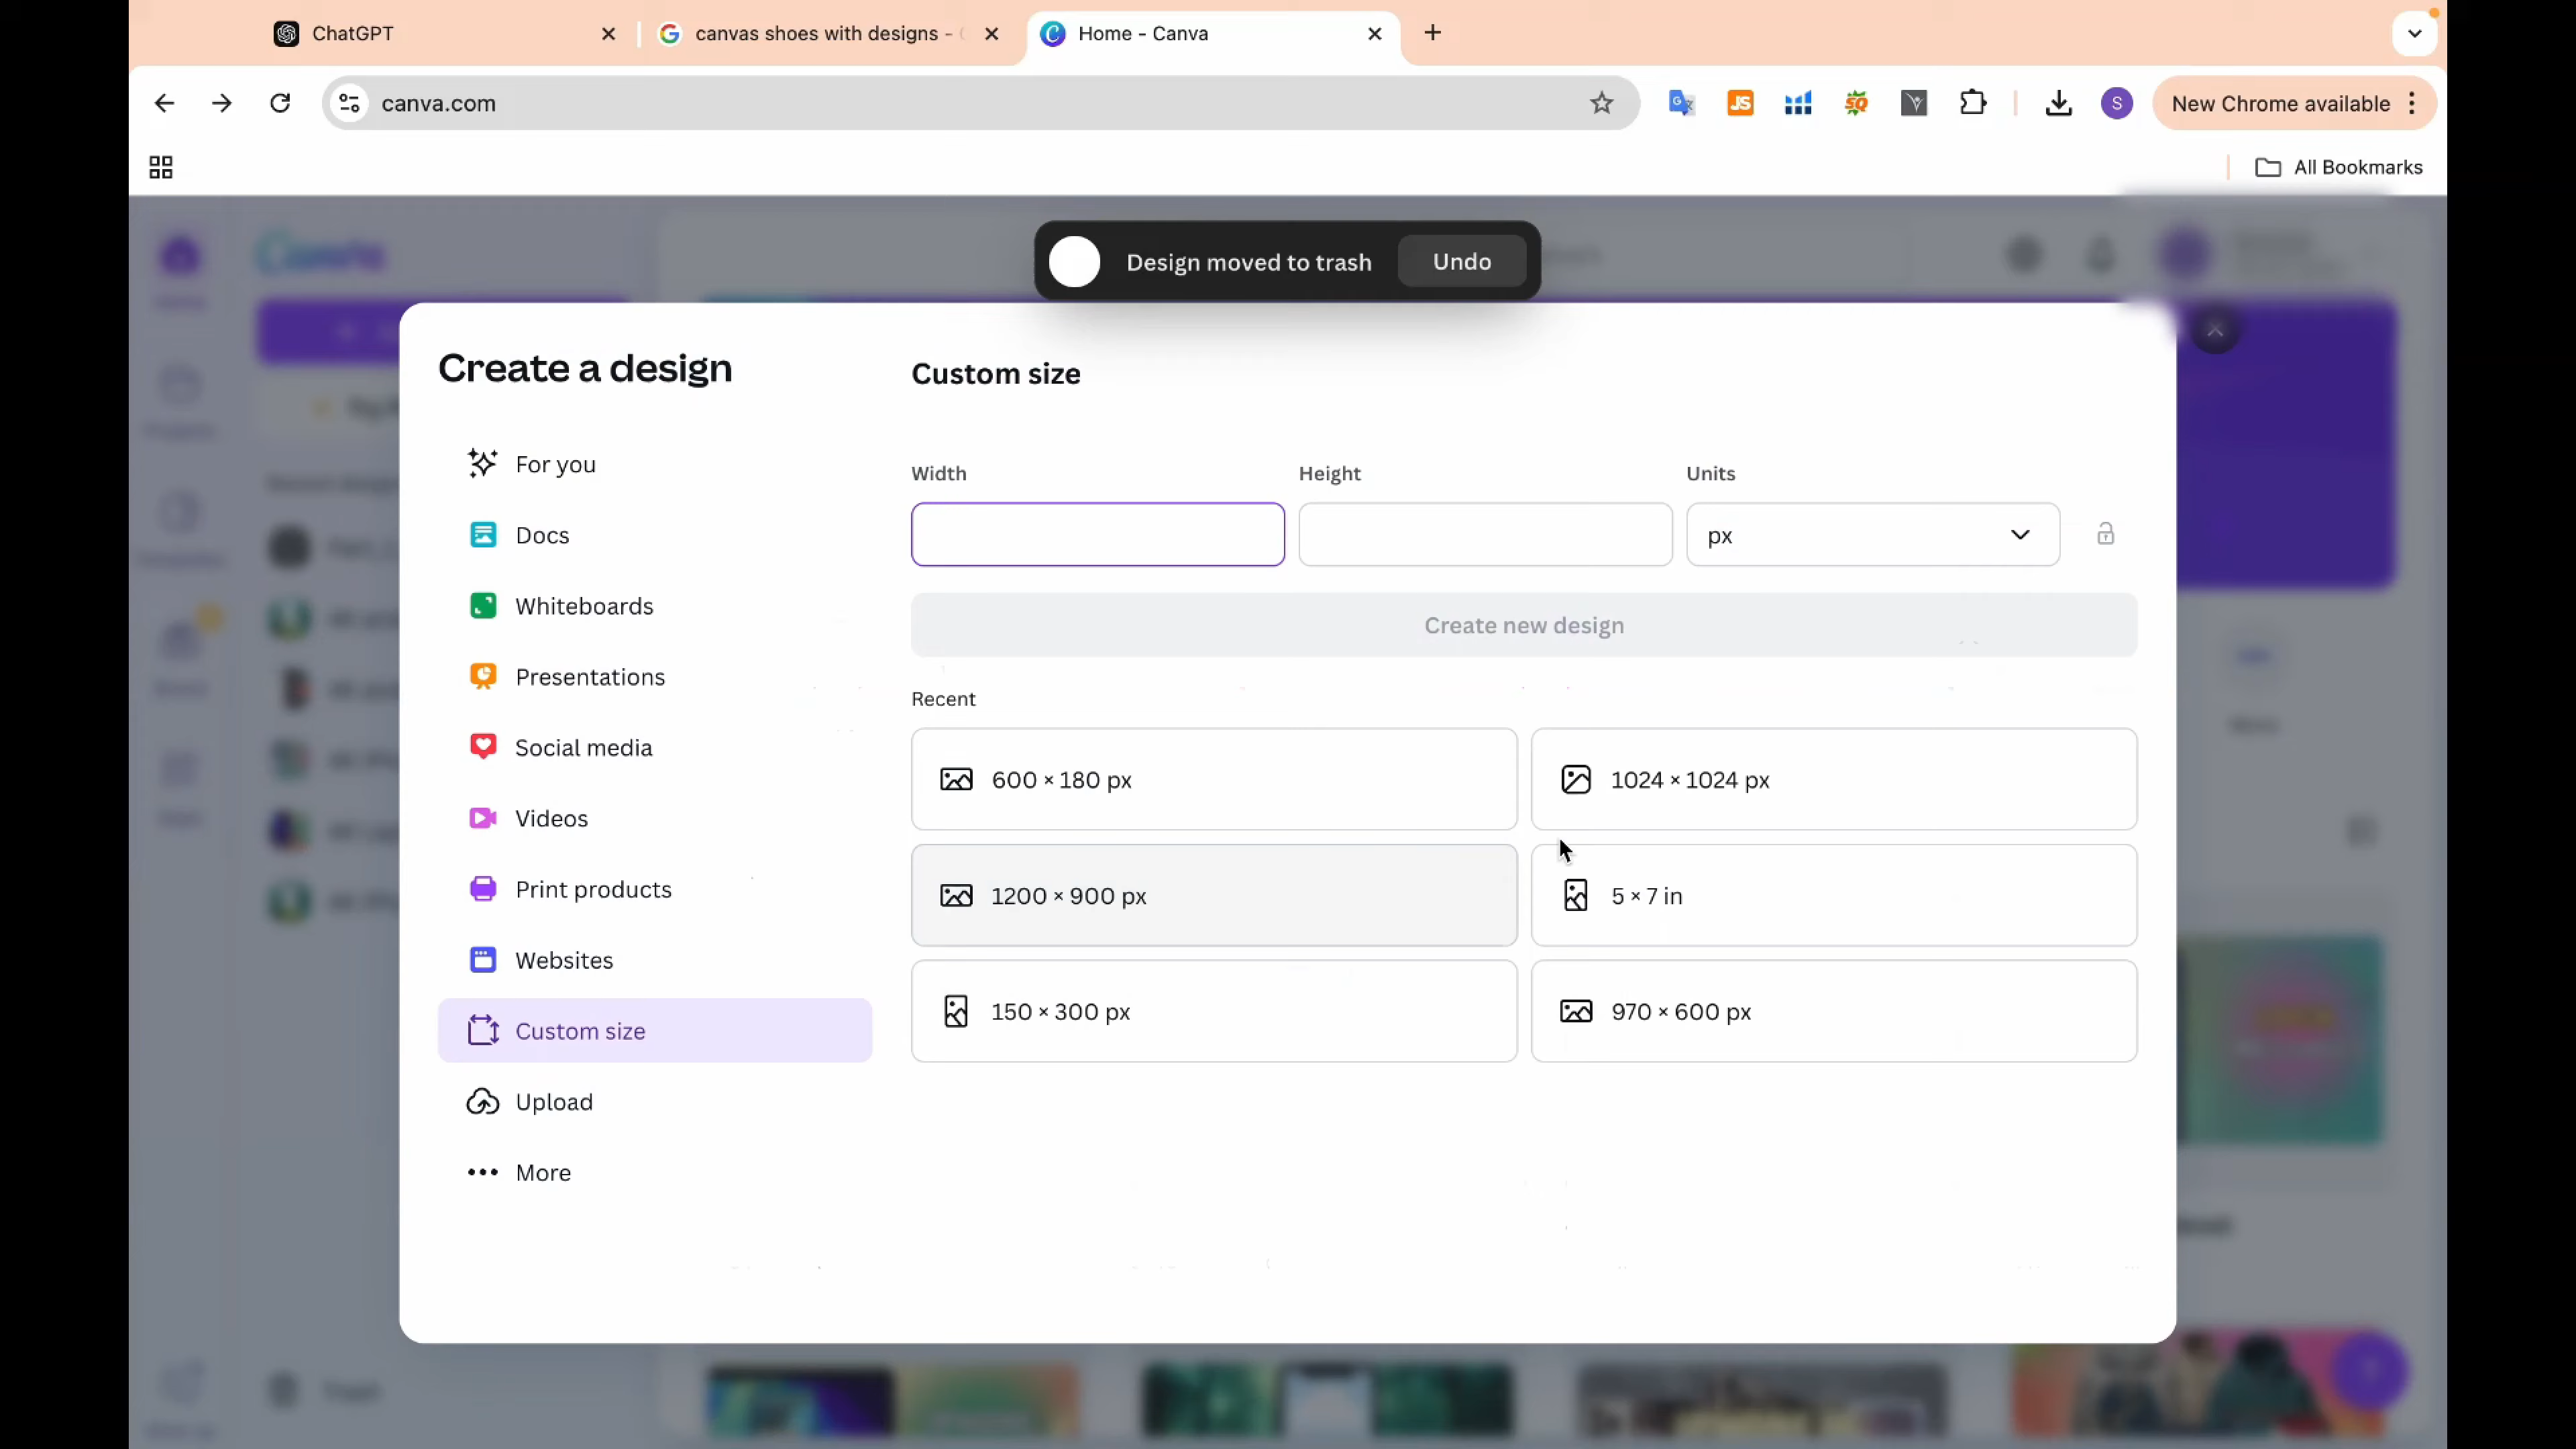 ChatGPT
canvas shoes with designs -
Home - Canva
canva.com
S
New Chrome available
All Bookmarks
Design moved to trash
Undo
Canva
Create a design
For you
Docs
Whiteboards
Presentations
Social media
Videos
Print products
Websites
Custom size
Upload
More
Custom size
Width
Height
Units
px
Create new design
Recent
600 × 180 px
1024 × 1024 px
1200 × 900 px
5 × 7 in
150 × 300 px
970 × 600 px